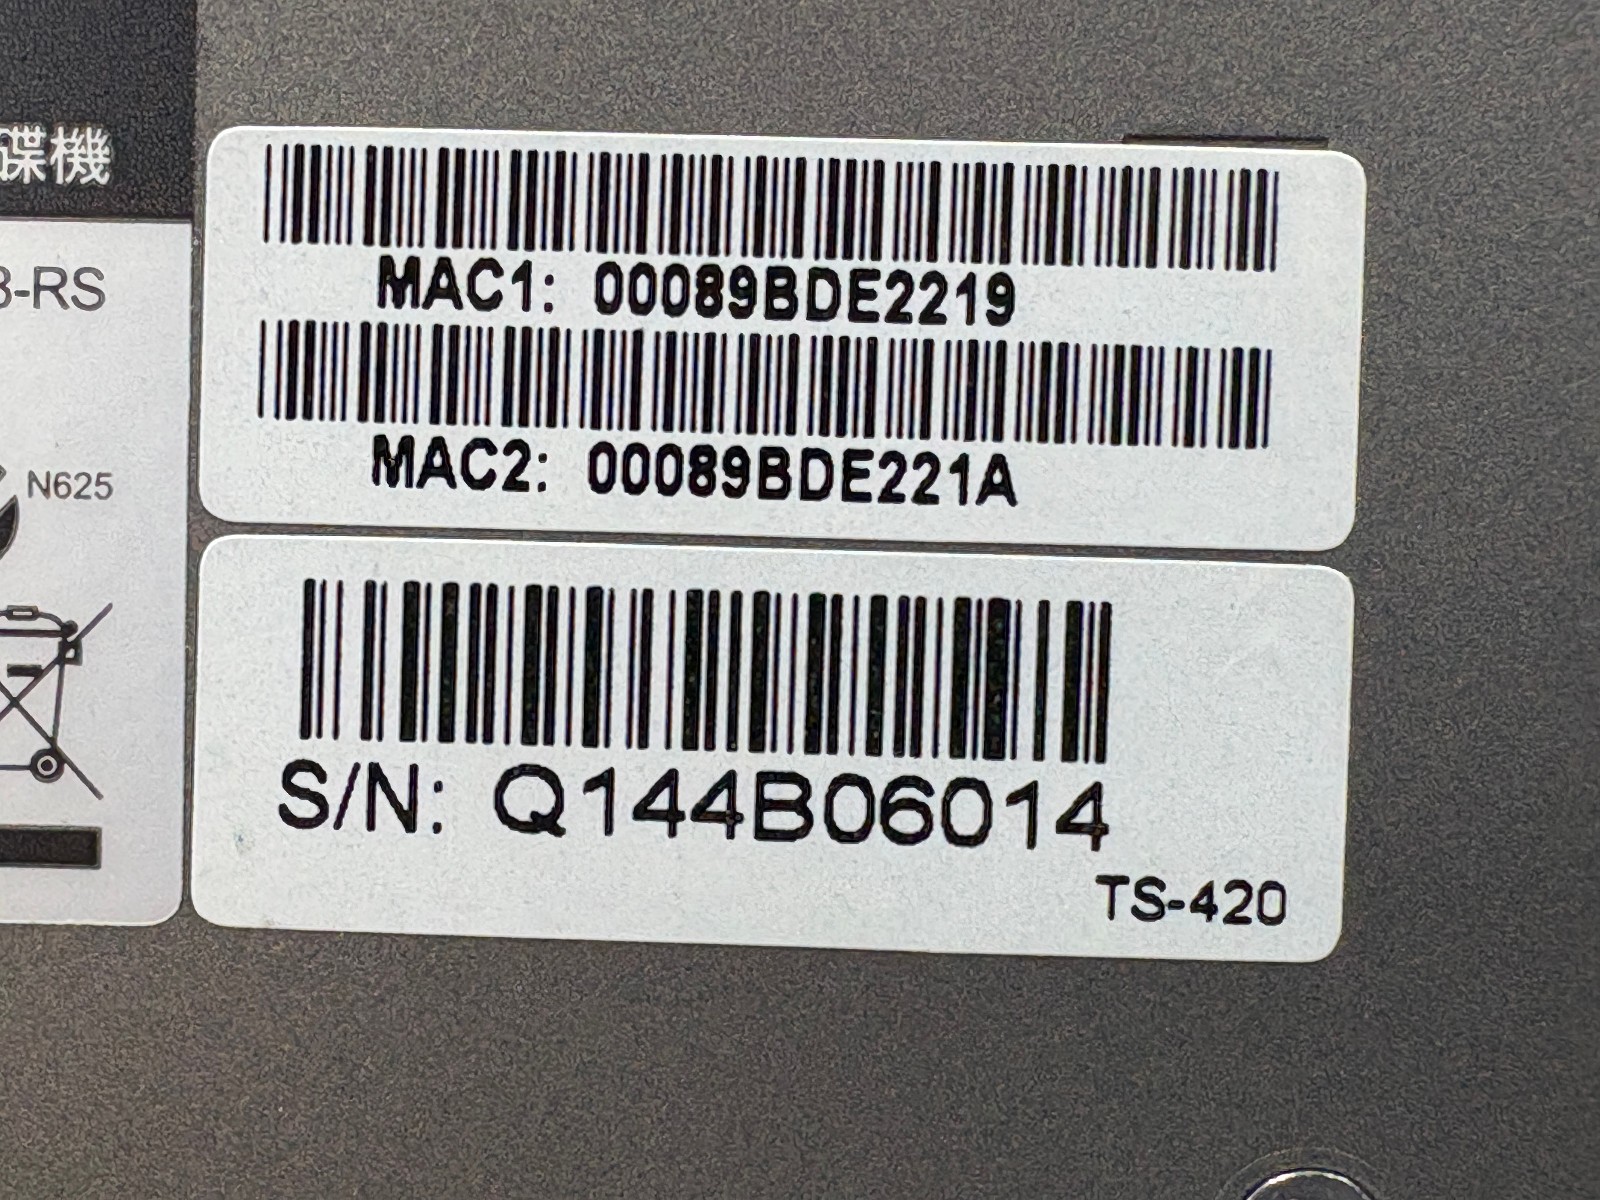 碟機
3-RS
N625
MAC1: 00089BDE2219
MAC2: 00089BDE221A
S/N: Q144B06014
TS-420